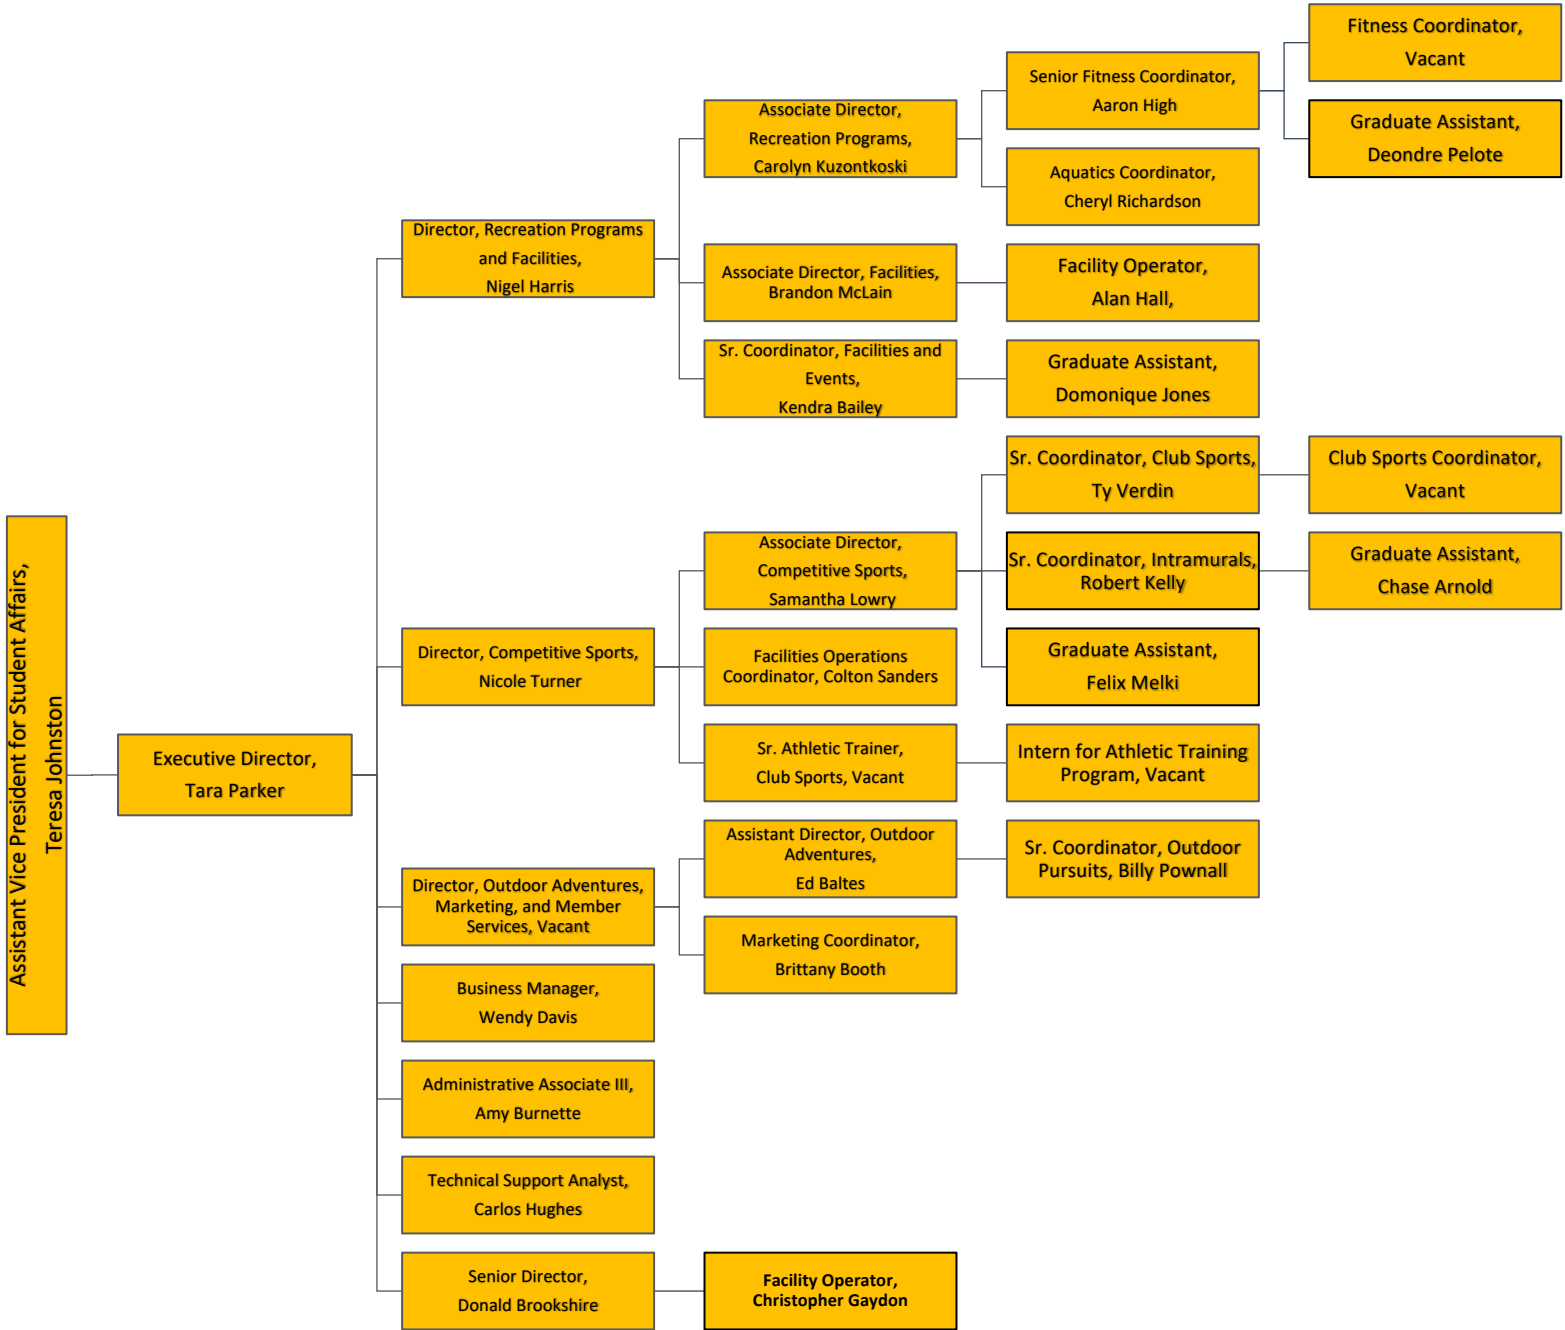 Assistant Vice President for Student Affairs,
Teresa Johnston
Executive Director,
Tara Parker
Director, Recreation Programs
and Facilities,
Nigel Harris
Associate Director,
Recreation Programs,
Carolyn Kuzontkoski
Senior Fitness Coordinator,
Aaron High
Fitness Coordinator,
Vacant
Graduate Assistant,
Deondre Pelote
Aquatics Coordinator,
Cheryl Richardson
Associate Director, Facilities,
Brandon McLain
Facility Operator,
Alan Hall,
Sr. Coordinator, Facilities and
Events,
Kendra Bailey
Graduate Assistant,
Domonique Jones
Director, Competitive Sports,
Nicole Turner
Associate Director,
Competitive Sports,
Samantha Lowry
Sr. Coordinator, Club Sports,
Ty Verdin
Club Sports Coordinator,
Vacant
Sr. Coordinator, Intramurals,
Robert Kelly
Graduate Assistant,
Chase Arnold
Graduate Assistant,
Felix Melki
Facilities Operations
Coordinator, Colton Sanders
Sr. Athletic Trainer,
Club Sports, Vacant
Intern for Athletic Training
Program, Vacant
Director, Outdoor Adventures,
Marketing, and Member
Services, Vacant
Assistant Director, Outdoor
Adventures,
Ed Baltes
Sr. Coordinator, Outdoor
Pursuits, Billy Pownall
Marketing Coordinator,
Brittany Booth
Business Manager,
Wendy Davis
Administrative Associate III,
Amy Burnette
Technical Support Analyst,
Carlos Hughes
Senior Director,
Donald Brookshire
Facility Operator,
Christopher Gaydon